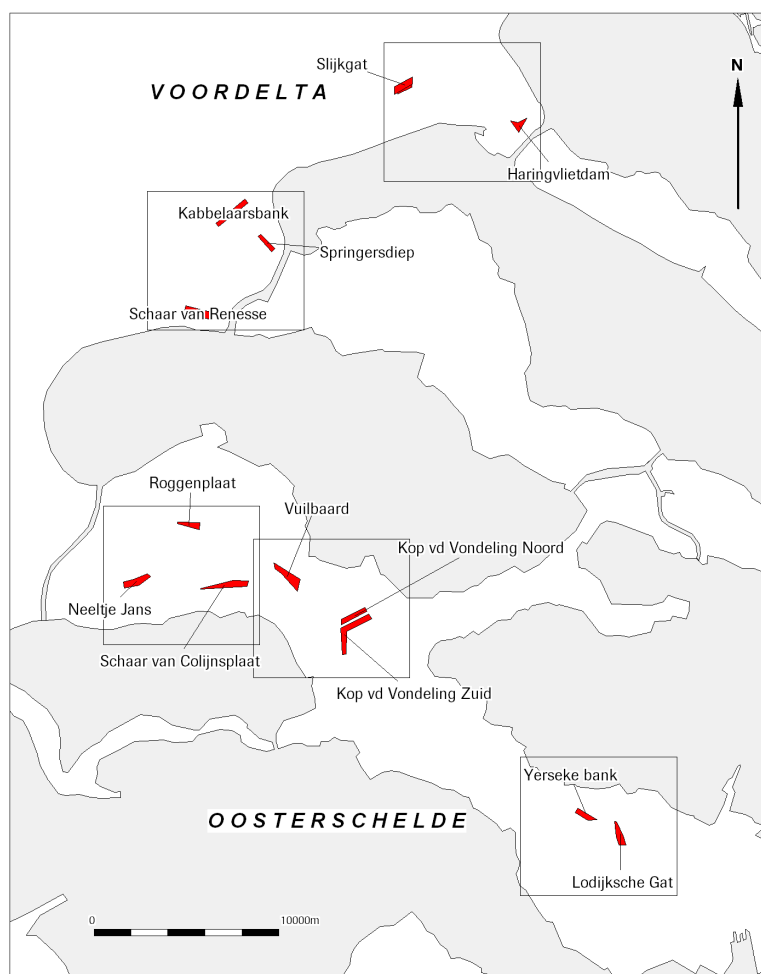 Slijkgat
VOORDELTA
N
Haringvlietdam
Kabbelaarsbank
Springersdiep
Schaar van Renesse
Roggenplaat
Vuilbaard
Kop vd Vondeling Noord
Neeltje Jans
Schaar van Colijnsplaat
Kop vd Vondeling Zuid
Yerseke bank
OOSTERSCHELDE
Lodijksche Gat
0 10000m